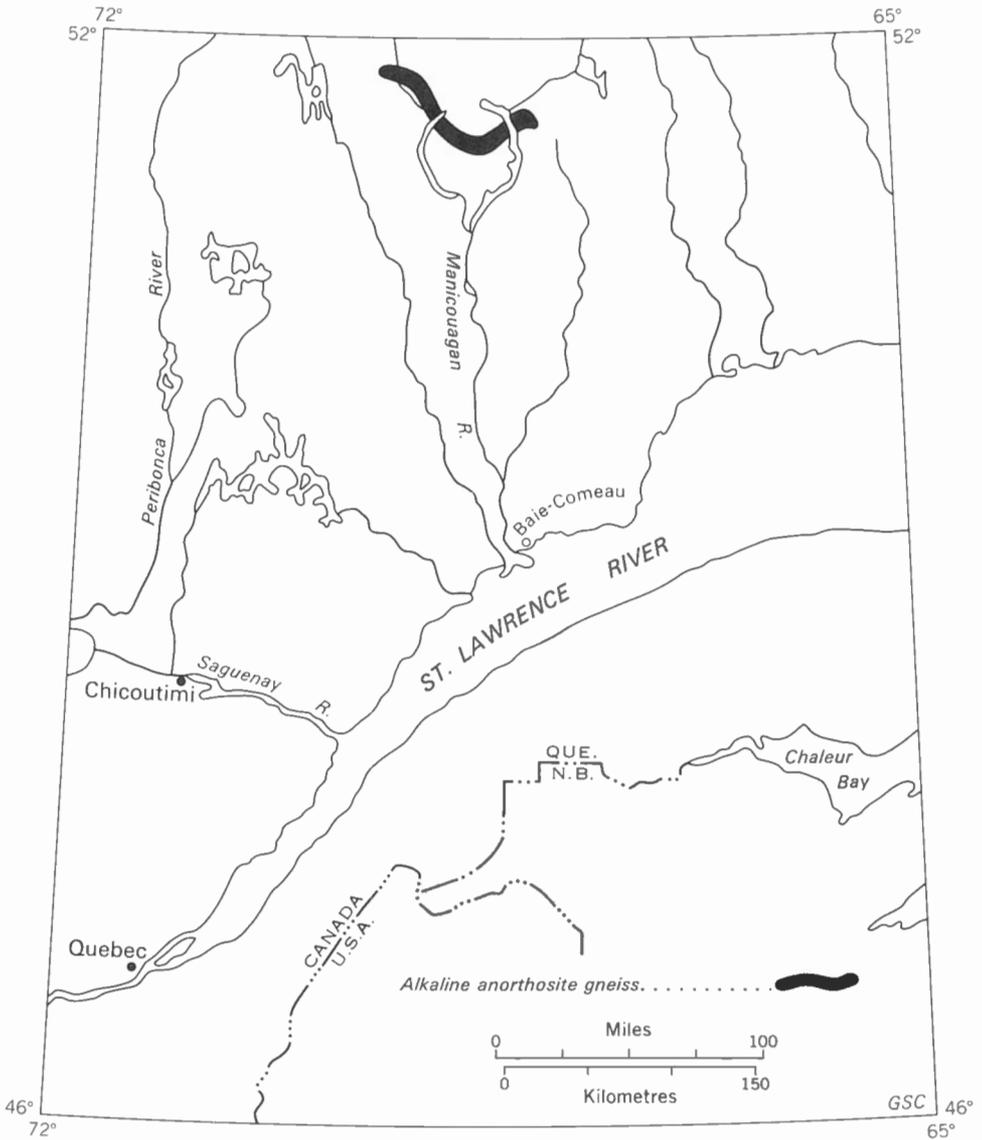 72°
65°
52°
52°
River
Peribonca
Manicouagan
R.
Baie-Comeau
ST. LAWRENCE RIVER
Saguenay
R.
Chicoutimi
QUE.
N.B.
Chaleur
Bay
CANADA
U.S.A.
Quebec
Alkaline anorthosite gneiss. . . . . . . . . . .
Miles
0 100
0 150
Kilometres
GSC
46°
46°
72°
65°